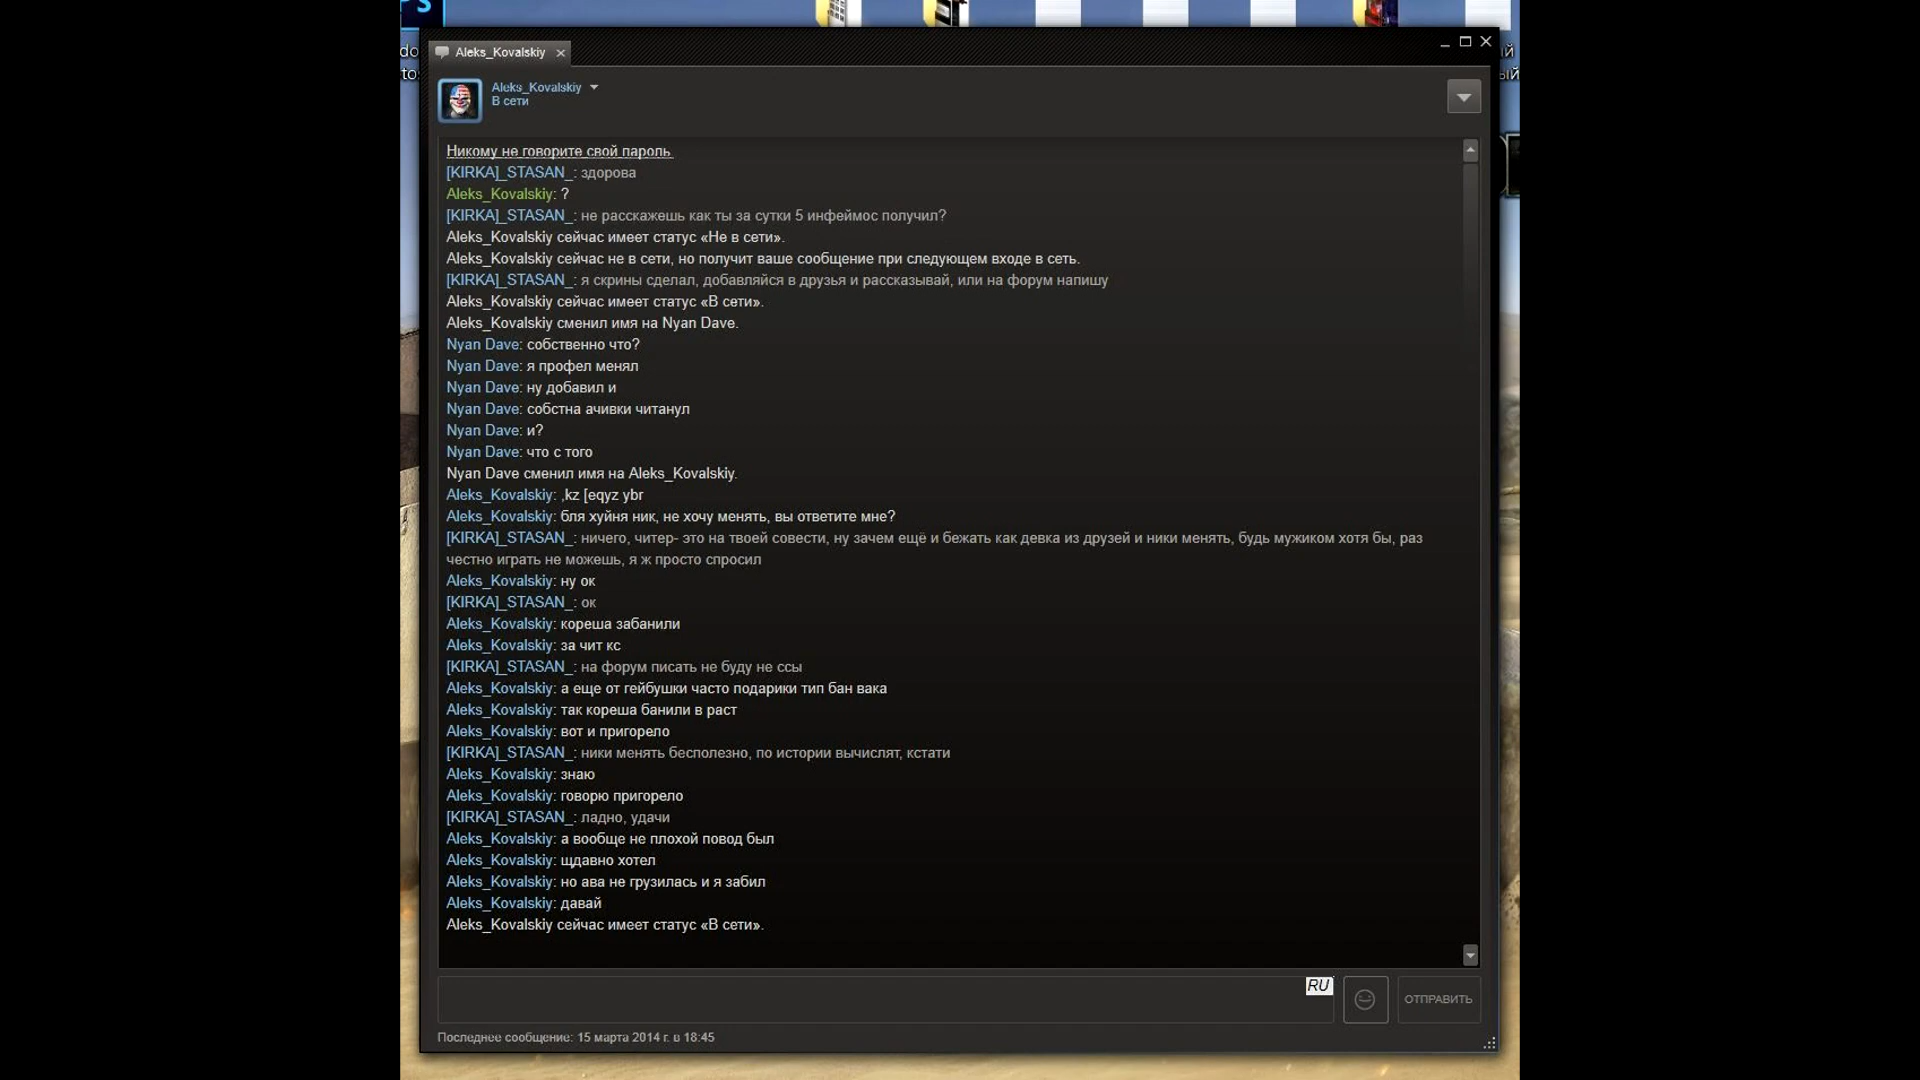 PS
do
to
ый
Aleks_Kovalskiy
Aleks_Kovalskiy
В сети
Никому не говорите свой пароль.
[KIRKA]_STASAN_: здорова
Aleks_Kovalskiy: ?
[KIRKA]_STASAN_: не расскажешь как ты за сутки 5 инфеймос получил?
Aleks_Kovalskiy сейчас имеет статус «Не в сети».
Aleks_Kovalskiy сейчас не в сети, но получит ваше сообщение при следующем входе в сеть.
[KIRKA]_STASAN_: я скрины сделал, добавляйся в друзья и рассказывай, или на форум напишу
Aleks_Kovalskiy сейчас имеет статус «В сети».
Aleks_Kovalskiy сменил имя на Nyan Dave.
Nyan Dave: собственно что?
Nyan Dave: я профел менял
Nyan Dave: ну добавил и
Nyan Dave: собстна ачивки читанул
Nyan Dave: и?
Nyan Dave: что с того
Nyan Dave сменил имя на Aleks_Kovalskiy.
Aleks_Kovalskiy: ,kz [eqyz ybr
Aleks_Kovalskiy: бля хуйня ник, не хочу менять, вы ответите мне?
[KIRKA]_STASAN_: ничего, читер- это на твоей совести, ну зачем ещё и бежать как девка из друзей и ники менять, будь мужиком хотя бы, раз
честно играть не можешь, я ж просто спросил
Aleks_Kovalskiy: ну ок
[KIRKA]_STASAN_: ок
Aleks_Kovalskiy: кореша забанили
Aleks_Kovalskiy: за чит кс
[KIRKA]_STASAN_: на форум писать не буду не ссы
Aleks_Kovalskiy: а еще от гейбушки часто подарики тип бан вака
Aleks_Kovalskiy: так кореша банили в раст
Aleks_Kovalskiy: вот и пригорело
[KIRKA]_STASAN_: ники менять бесполезно, по истории вычислят, кстати
Aleks_Kovalskiy: знаю
Aleks_Kovalskiy: говорю пригорело
[KIRKA]_STASAN_: ладно, удачи
Aleks_Kovalskiy: а вообще не плохой повод был
Aleks_Kovalskiy: щдавно хотел
Aleks_Kovalskiy: но ава не грузилась и я забил
Aleks_Kovalskiy: давай
Aleks_Kovalskiy сейчас имеет статус «В сети».
RU
ОТПРАВИТЬ
Последнее сообщение: 15 марта 2014 г. в 18:45